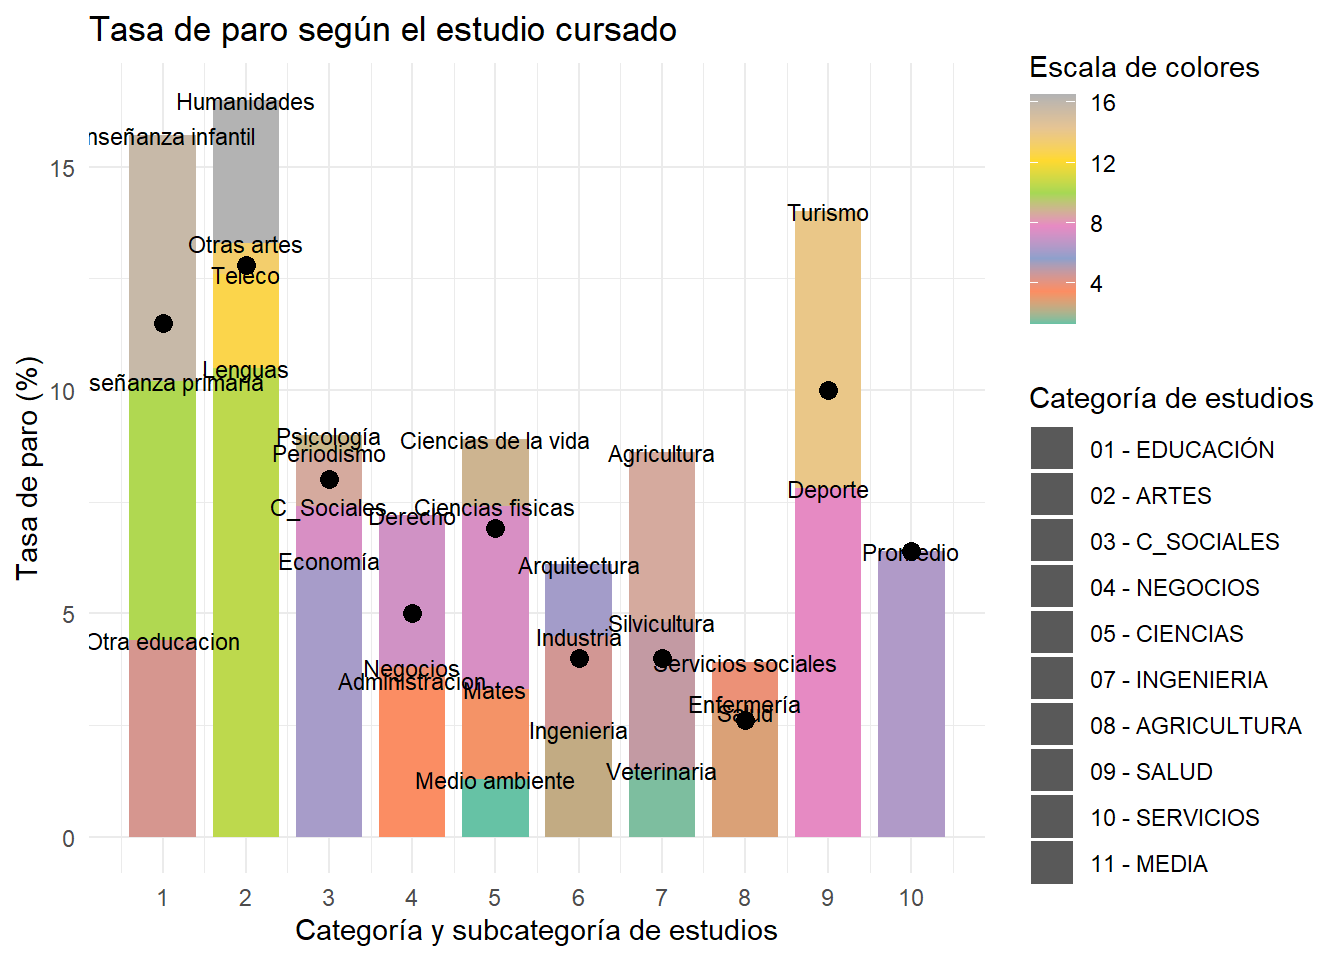 Tasa de paro según el estudio cursado
Tasa de paro (%)
15
10
5
0
Humanidades
nseñanza infantil
Otras artes
Teleco
Lenguas
señanza primaria
Otra educacion
Psicología
Periodismo
C_Sociales
Economía
Derecho
Negocios
Administracion
Ciencias de la vida
Ciencias fisicas
Mates
Medio ambiente
Arquitectura
Industria
Ingenieria
Agricultura
Silvicultura
Veterinaria
Servicios sociales
Enfermería
Salud
Turismo
Deporte
Promedio
1 2 3 4 5 6 7 8 9 10
Categoría y subcategoría de estudios
Escala de colores
16
12
8
4
Categoría de estudios
01 - EDUCACIÓN
02 - ARTES
03 - C_SOCIALES
04 - NEGOCIOS
05 - CIENCIAS
07 - INGENIERIA
08 - AGRICULTURA
09 - SALUD
10 - SERVICIOS
11 - MEDIA